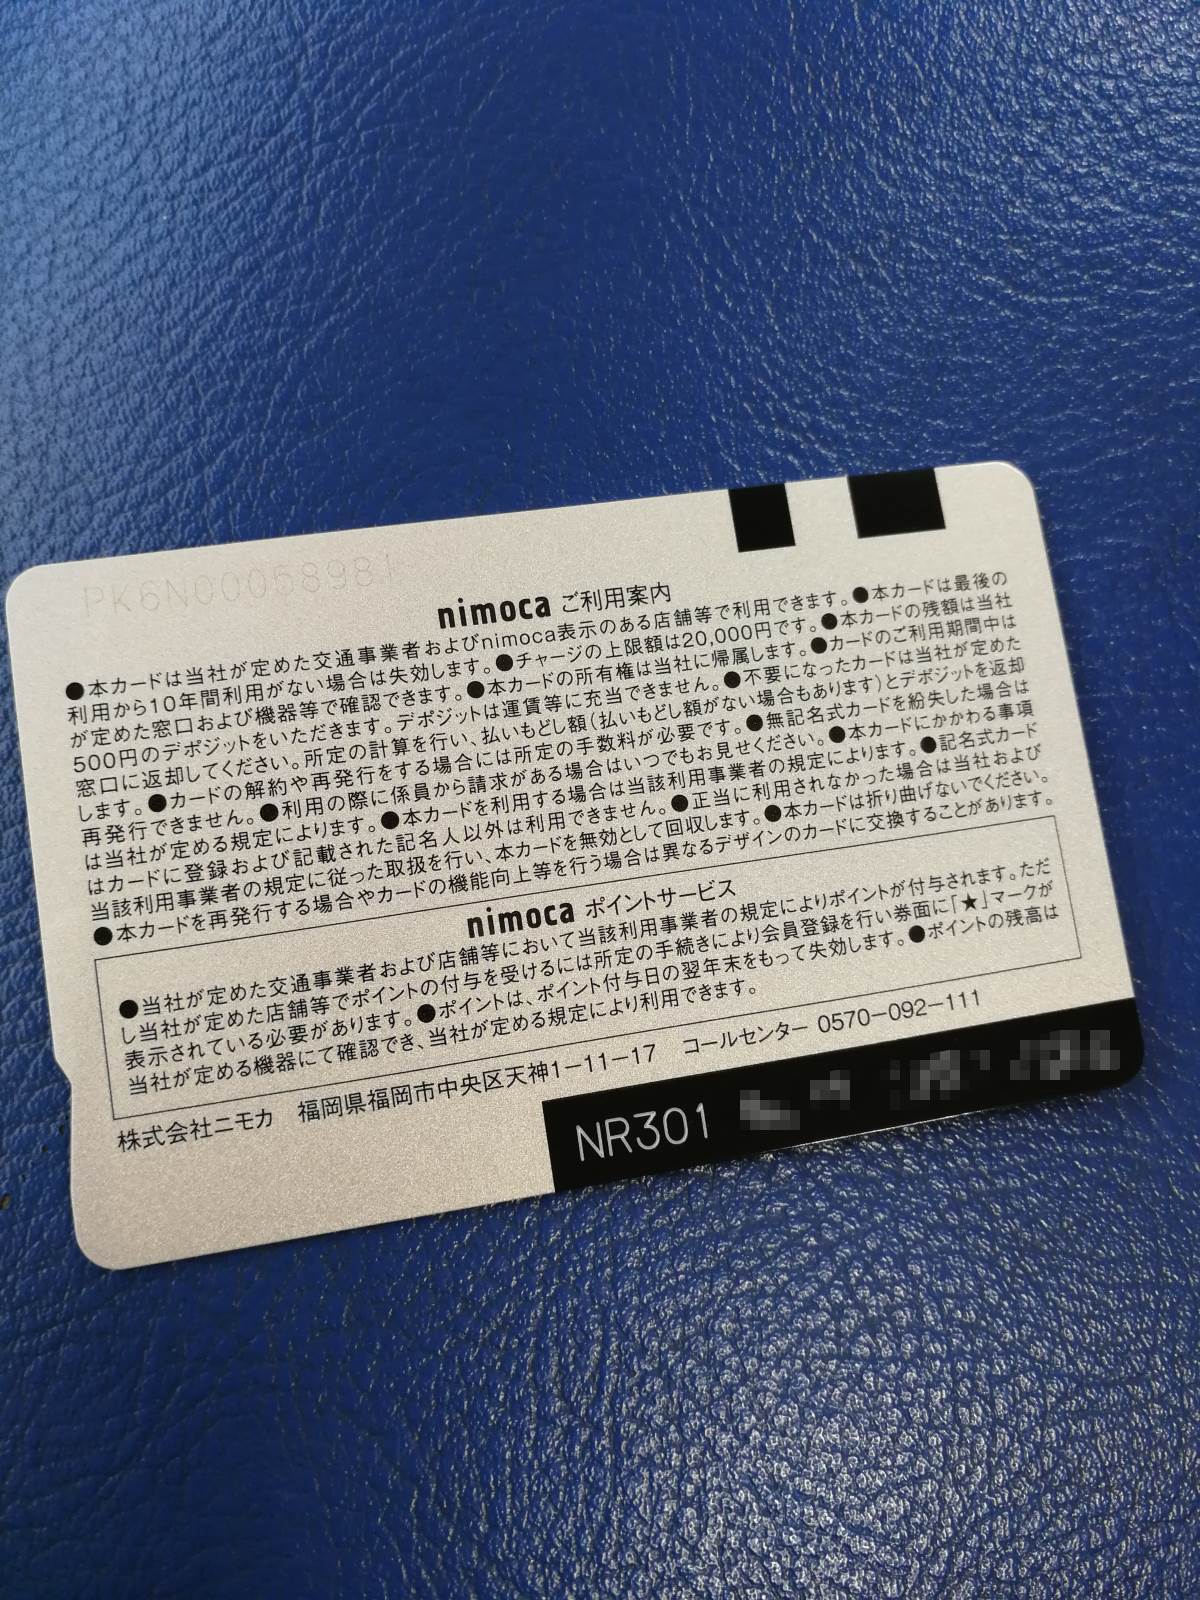 PK6N00058981
nimoca ご利用案内
●本カードは当社が定めた交通事業者およびnimoca表示のある店舗等で利用できます。●本カードは最後の
利用から10年間利用がない場合は失効します。●チャージの上限額は20,000円です。●本カードの残額は当社
が定めた窓口および機器等で確認できます。●本カードの所有権は当社に帰属します。●カードのご利用期間中は
500円のデポジットをいただきます。デポジットは運賃等に充当できません。●不要になったカードは当社が定めた
窓口に返却してください。所定の計算を行い、払いもどし額(払いもどし額がない場合もあります)とデポジットを返却
します。●カードの解約や再発行をする場合には所定の手数料が必要です。●無記名式カードを紛失した場合は
再発行できません。●利用の際に係員から請求がある場合はいつでもお見せください。●本カードにかかわる事項
は当社が定める規定によります。●本カードを利用する場合は当該利用事業者の規定によります。●記名式カード
はカードに登録および記載された記名人以外は利用できません。●正当に利用されなかった場合は当社および
当該利用事業者の規定に従った取扱を行い、本カードを無効として回収します。●本カードは折り曲げないでください。
●本カードを再発行する場合やカードの機能向上等を行う場合は異なるデザインのカードに交換することがあります。
nimoca ポイントサービス
●当社が定めた交通事業者および店舗等において当該利用事業者の規定によりポイントが付与されます。ただ
し当社が定めた店舗等でポイントの付与を受けるには所定の手続きにより会員登録を行い券面に「★」マークが
表示されている必要があります。●ポイントは、ポイント付与日の翌年末をもって失効します。●ポイントの残高は
当社が定める機器にて確認でき、当社が定める規定により利用できます。
株式会社ニモカ 福岡県福岡市中央区天神1-11-17 コールセンター 0570-092-111
NR301